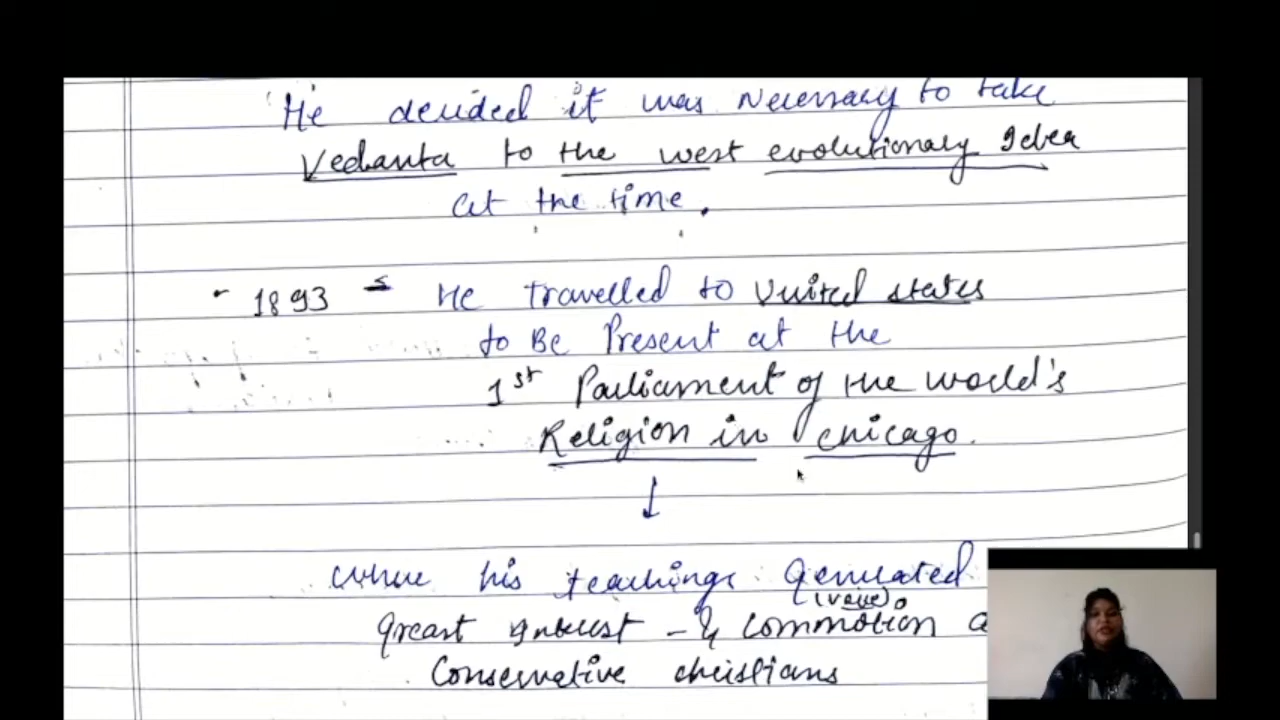 He decided it was Necessary to take
Vedanta to the west evolutionary Idea
at the time.
- 1893 - He travelled to United states
to Be Present at the
1st Parliament of the world's
Religion in Chicago.
↓
where his teachings Generated
great Interest - & commotion
Conservative christians